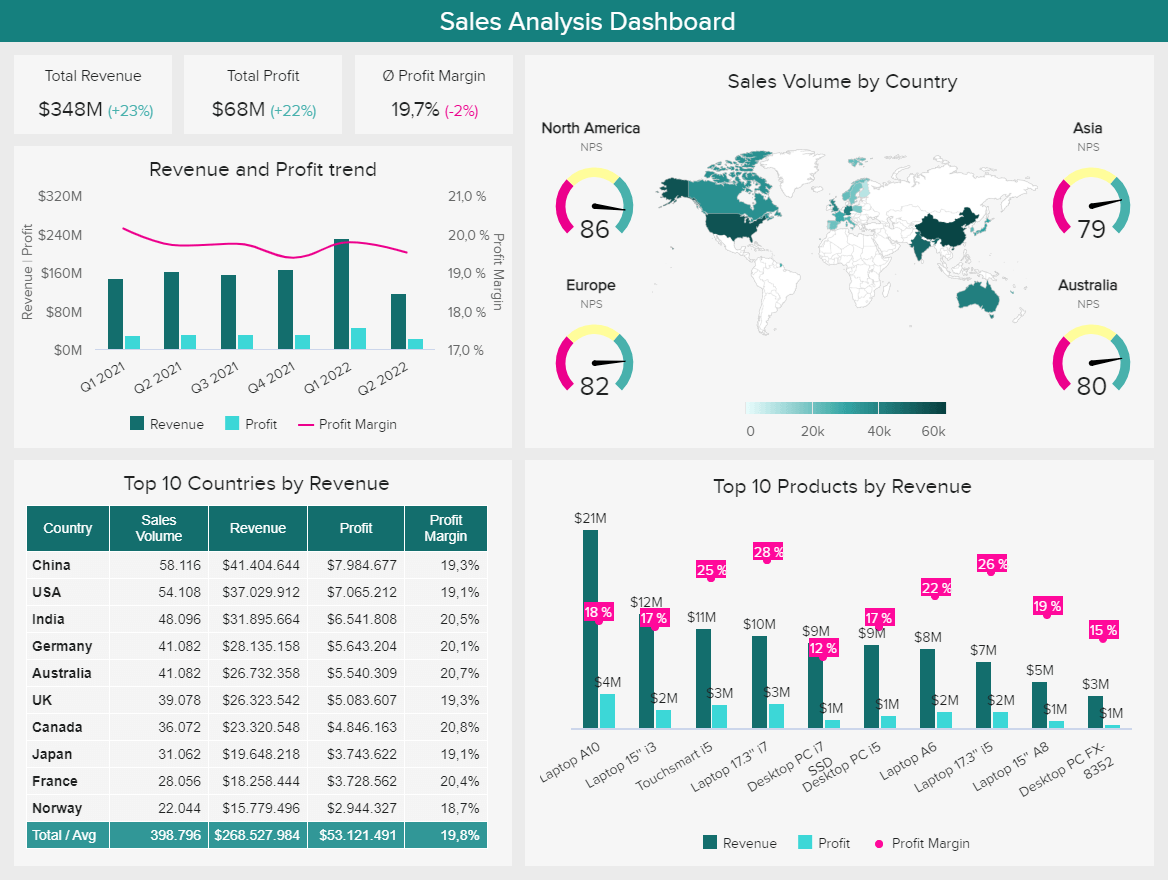 Sales Analysis Dashboard
Total Revenue
$348M (+23%)
Total Profit
$68M (+22%)
Ø Profit Margin
19,7% (-2%)
Revenue and Profit trend
$320M
$240M
$160M
$80M
$0M
Revenue | Profit
21,0 %
20,0 %
19,0 %
18,0 %
17,0 %
Profit Margin
Q1 2021
Q2 2021
Q3 2021
Q4 2021
Q1 2022
Q2 2022
Revenue
Profit
Profit Margin
Sales Volume by Country
North America
NPS
86
Asia
NPS
79
Europe
NPS
82
Australia
NPS
80
0
20k
40k
60k
Top 10 Countries by Revenue
Country Sales Volume Revenue Profit Profit Margin
China 58.116 $41.404.644 $7.984.677 19,3%
USA 54.108 $37.029.912 $7.065.212 19,1%
India 48.096 $31.895.664 $6.541.808 20,5%
Germany 41.082 $28.135.158 $5.643.204 20,1%
Australia 41.082 $26.732.358 $5.540.309 20,7%
UK 39.078 $26.323.542 $5.083.607 19,3%
Canada 36.072 $23.320.548 $4.846.163 20,8%
Japan 31.062 $19.648.218 $3.743.622 19,1%
France 28.056 $18.258.444 $3.728.562 20,4%
Norway 22.044 $15.779.496 $2.944.327 18,7%
Total / Avg 398.796 $268.527.984 $53.121.491 19,8%
Top 10 Products by Revenue
$21M
18 %
$4M
$12M
17 %
$2M
25 %
$11M
$3M
28 %
$10M
$3M
$9M
12 %
$1M
17 %
$9M
$1M
22 %
$8M
$2M
26 %
$7M
$2M
19 %
$5M
$1M
15 %
$3M
$1M
Laptop A10
Laptop 15" i3
Touchsmart i5
Laptop 17.3" i7
Desktop PC i7
SSD
Desktop PC i5
Laptop A6
Laptop 17.3" i5
Laptop 15" A8
Desktop PC FX-
8352
Revenue
Profit
Profit Margin